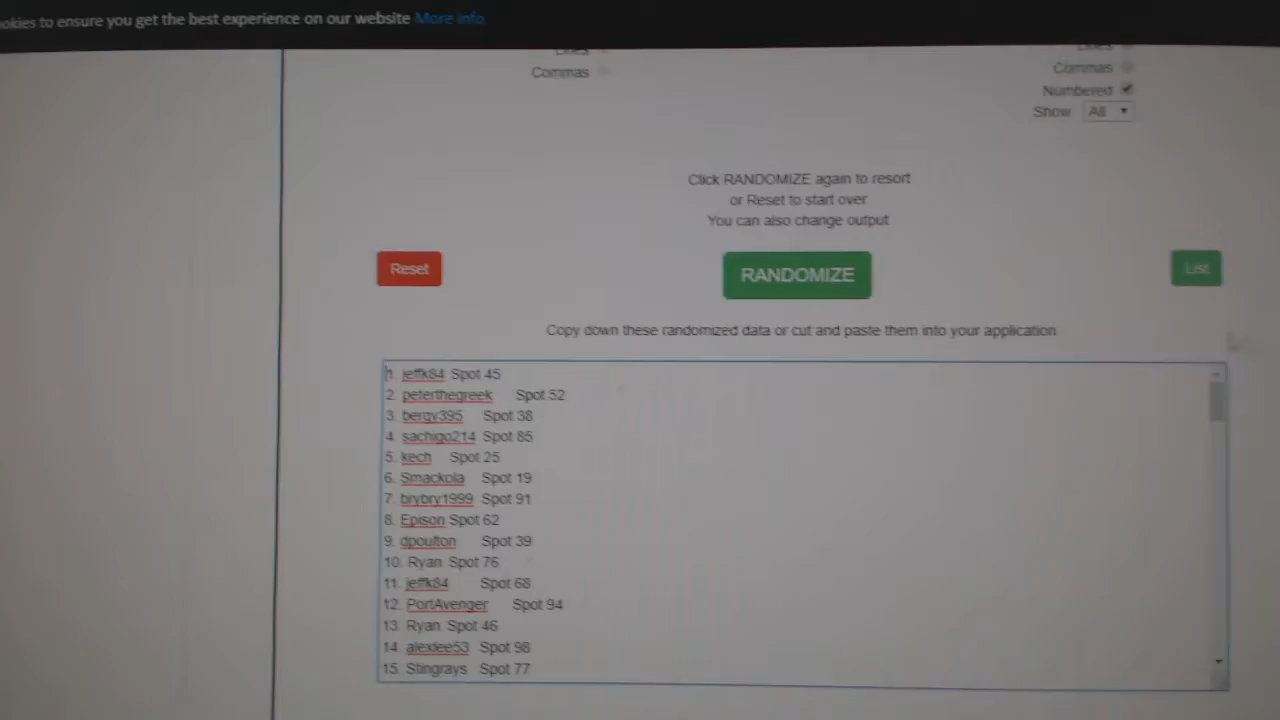 okies to ensure you get the best experience on our website More info
Lines
Lines
Commas
Commas
Numbered
Show All
Click RANDOMIZE again to resort
or Reset to start over
You can also change output
Reset
RANDOMIZE
List
Copy down these randomized data or cut and paste them into your application
1. jeffk84 Spot 45
2. peterthegreek Spot 52
3. bergy395 Spot 38
4. sachigo214 Spot 85
5. kech Spot 25
6. Smackola Spot 19
7. brybry1999 Spot 91
8. Epison Spot 62
9. dpoulton Spot 39
10. Ryan Spot 76
11. jeffk84 Spot 68
12. PortAvenger Spot 94
13. Ryan Spot 46
14. alexlee53 Spot 98
15. Stingrays Spot 77